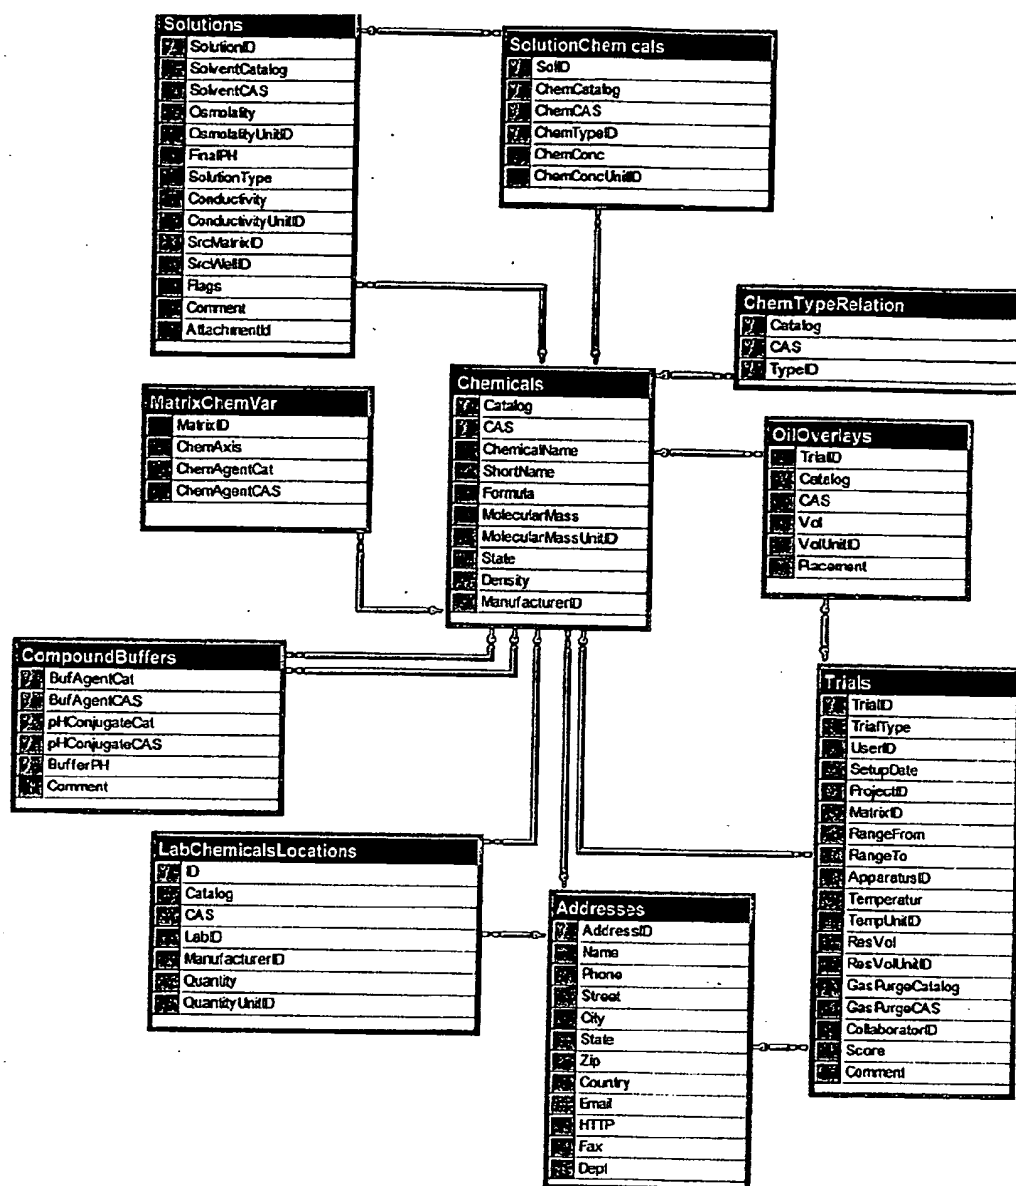 Solutions
SolutionID
SolventCatalog
SolventCAS
Osmolality
OsmolalityUnitID
FinalPH
SolutionType
Conductivity
ConductivityUnitID
SrcMatrixID
SrcWellID
Flags
Comment
AttachmentId
SolutionChem cals
SolID
ChemCatalog
ChemCAS
ChemTypeID
ChemConc
ChemConcUnitID
ChemTypeRelation
Catalog
CAS
TypeID
MatrixChemVar
MatrixID
ChemAxis
ChemAgentCat
ChemAgentCAS
Chemicals
Catalog
CAS
ChemicalName
ShortName
Formula
MolecularMass
MolecularMassUnitID
State
Density
ManufacturerID
OilOverlays
TrialID
Catalog
CAS
Vol
VolUnitID
Placement
CompoundBuffers
BufAgentCat
BufAgentCAS
pHConjugateCat
pHConjugateCAS
BufferPH
Comment
Trials
TrialID
TrialType
UserID
SetupDate
ProjectID
MatrixID
RangeFrom
RangeTo
ApparatusID
Temperatur
TempUnitID
ResVol
ResVolUnitID
GasPurgeCatalog
GasPurgeCAS
CollaboratorID
Score
Comment
LabChemicalsLocations
ID
Catalog
CAS
LabID
ManufacturerID
Quantity
QuantityUnitID
Addresses
AddressID
Name
Phone
Street
City
State
Zip
Country
Email
HTTP
Fax
Dept